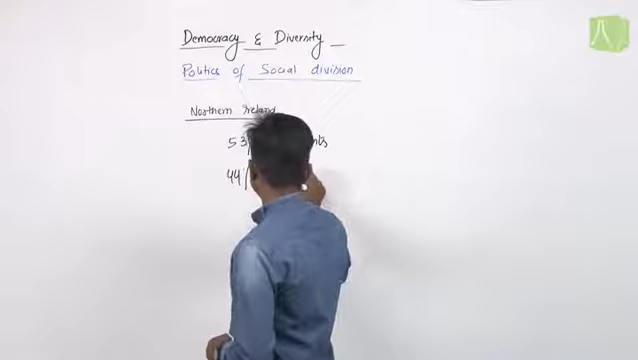 Democracy & Diversity
Politics of Social division
Northern Ireland
53
44